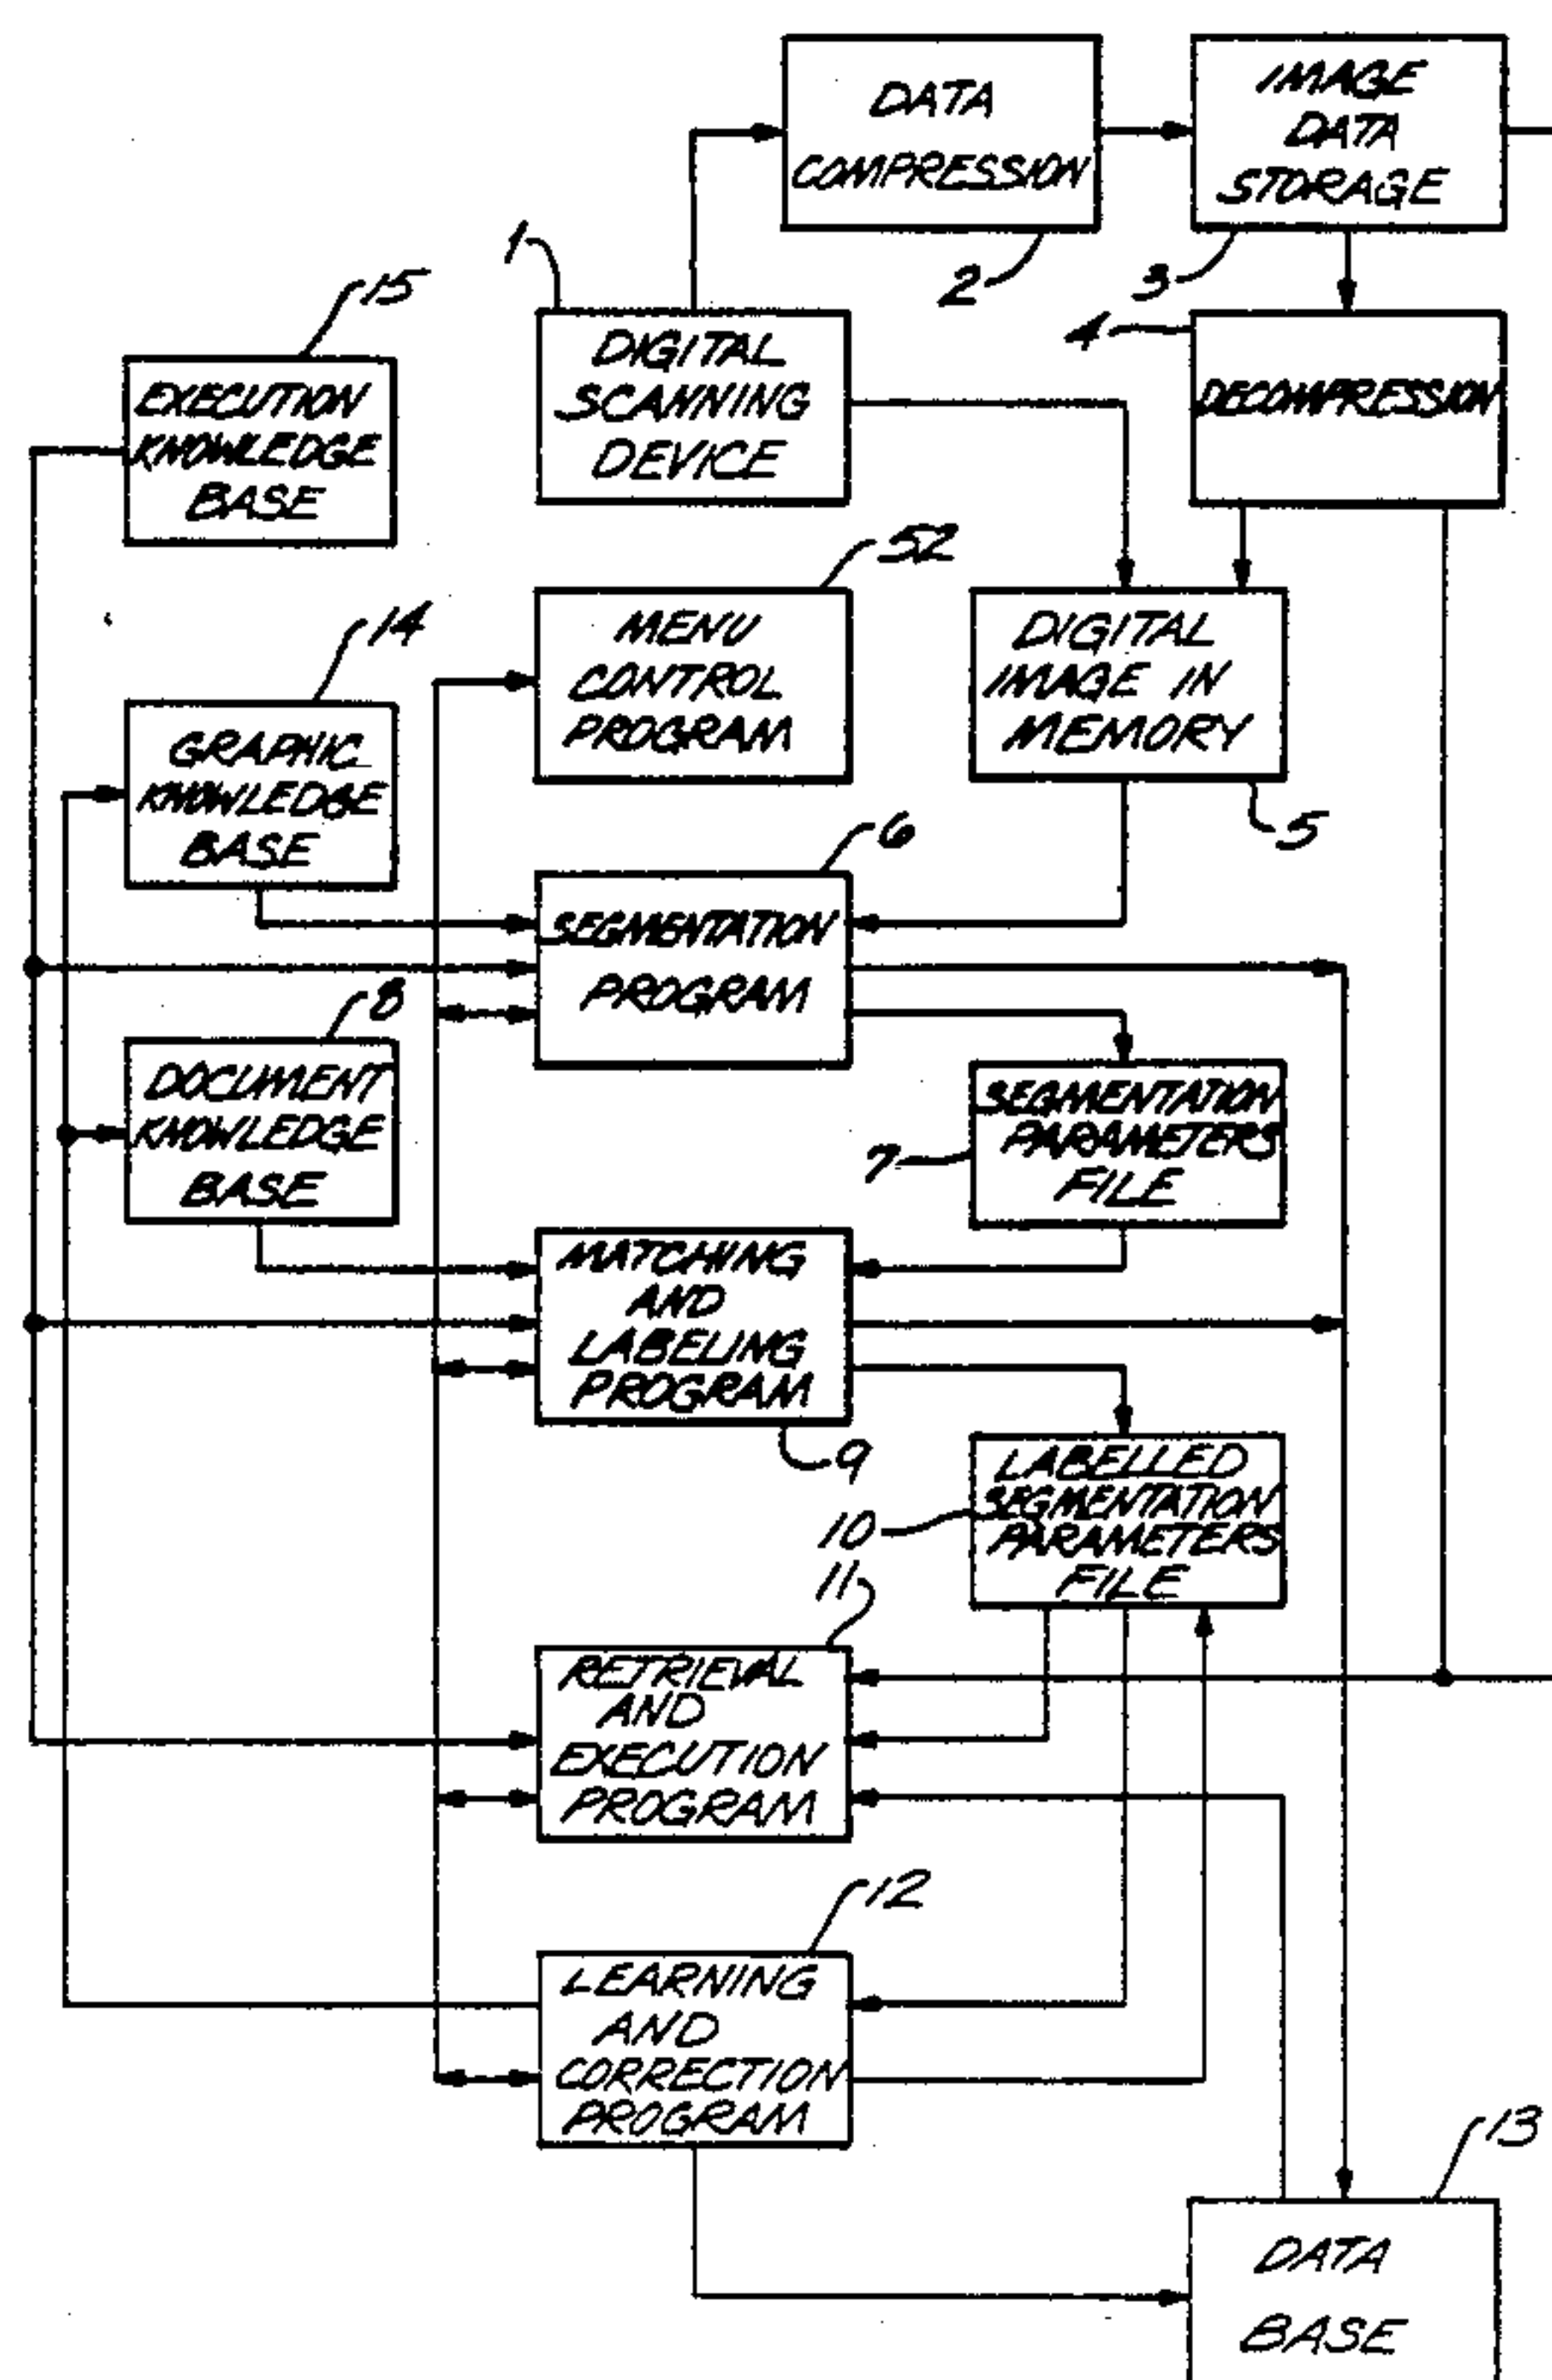 DATA
COMPRESSION
2
IMAGE
DATA
STORAGE
3
1
DIGITAL
SCANNING
DEVICE
4
DECOMPRESSION
15
EXECUTION
KNOWLEDGE
BASE
52
MENU
CONTROL
PROGRAM
DIGITAL
IMAGE IN
MEMORY
5
14
GRAPHIC
KNOWLEDGE
BASE
6
SEGMENTATION
PROGRAM
8
DOCUMENT
KNOWLEDGE
BASE
7
SEGMENTATION
PARAMETERS
FILE
MATCHING
AND
LABELING
PROGRAM
9
10
LABELLED
SEGMENTATION
PARAMETERS
FILE
11
RETRIEVAL
AND
EXECUTION
PROGRAM
12
LEARNING
AND
CORRECTION
PROGRAM
13
DATA
BASE